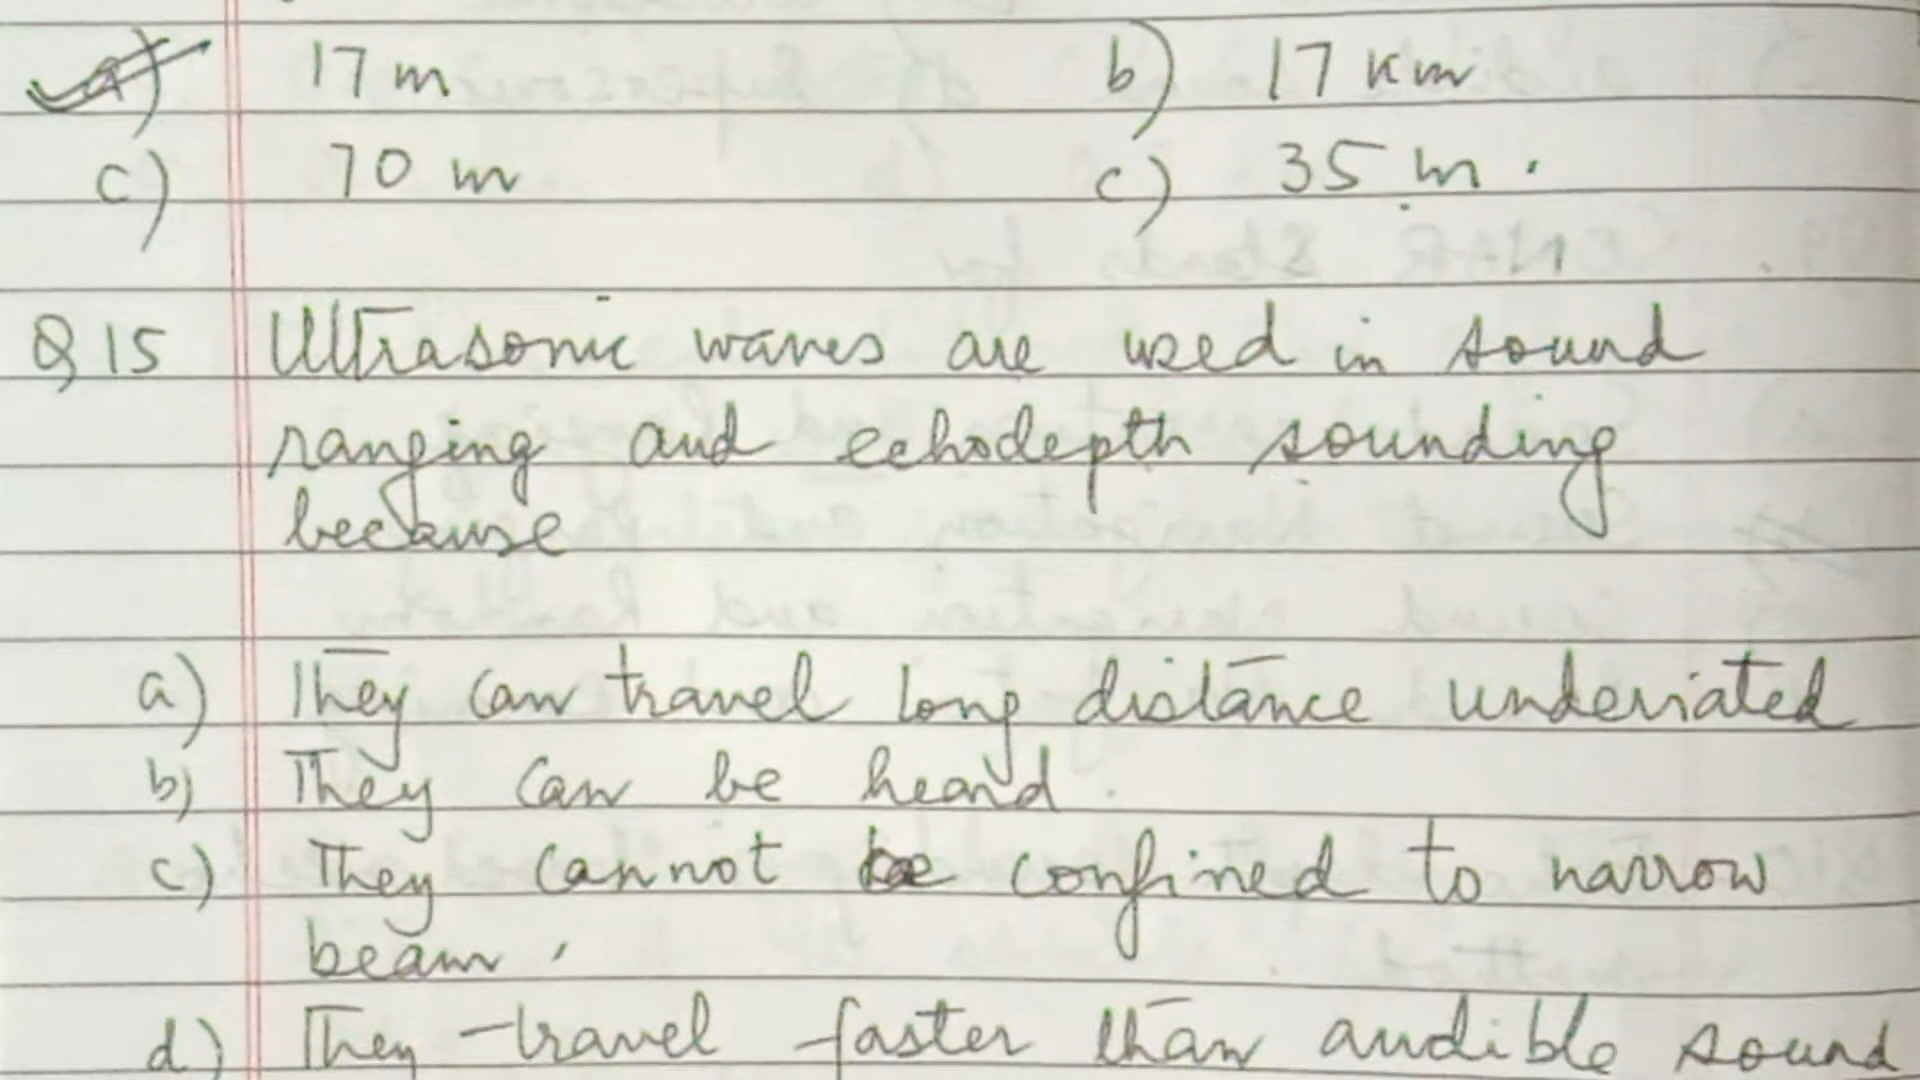 a) 17 m b) 17 km
c) 70 m c) 35 m.
Q 15 Ultrasonic waves are used in sound
ranging and echodepth sounding
because
a) They can travel long distance undeviated
b) They can be heard.
c) They cannot be confined to narrow
beam.
d) They travel faster than audible sound